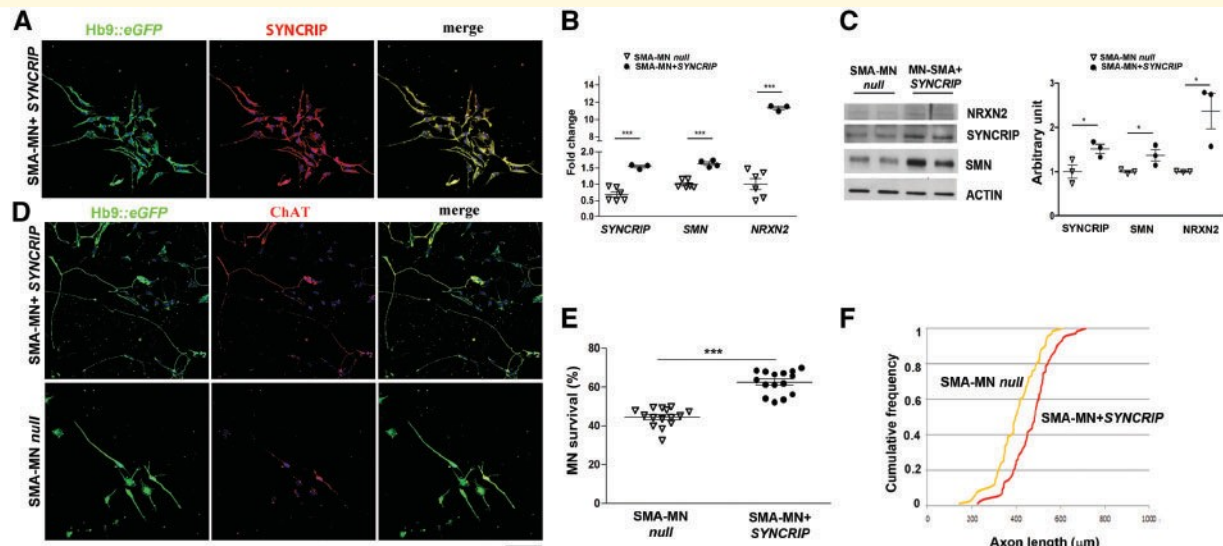 A
Hb9::eGFP
SYNCRIP
merge
SMA-MN+ SYNCRIP
B
SMA-MN null
SMA-MN+SYNCRIP
Fold change
14
12
10
8
6
2.0
1.5
1.0
0.5
0.0
***
***
***
SYNCRIP
SMN
NRXN2
C
SMA-MN
null
MN-SMA+
SYNCRIP
NRXN2
SYNCRIP
SMN
ACTIN
SMA-MN null
SMA-MN+SYNCRIP
Arbitrary unit
3
2
1
0
*
*
*
SYNCRIP
SMN
NRXN2
D
Hb9::eGFP
ChAT
merge
SMA-MN+ SYNCRIP
SMA-MN null
E
MN survival (%)
80
60
40
20
0
***
SMA-MN
null
SMA-MN+
SYNCRIP
F
Cumulative frequency
1
0.8
0.6
0.4
0.2
0
SMA-MN null
SMA-MN+SYNCRIP
0
200
400
600
800
1000
Axon length (μm)